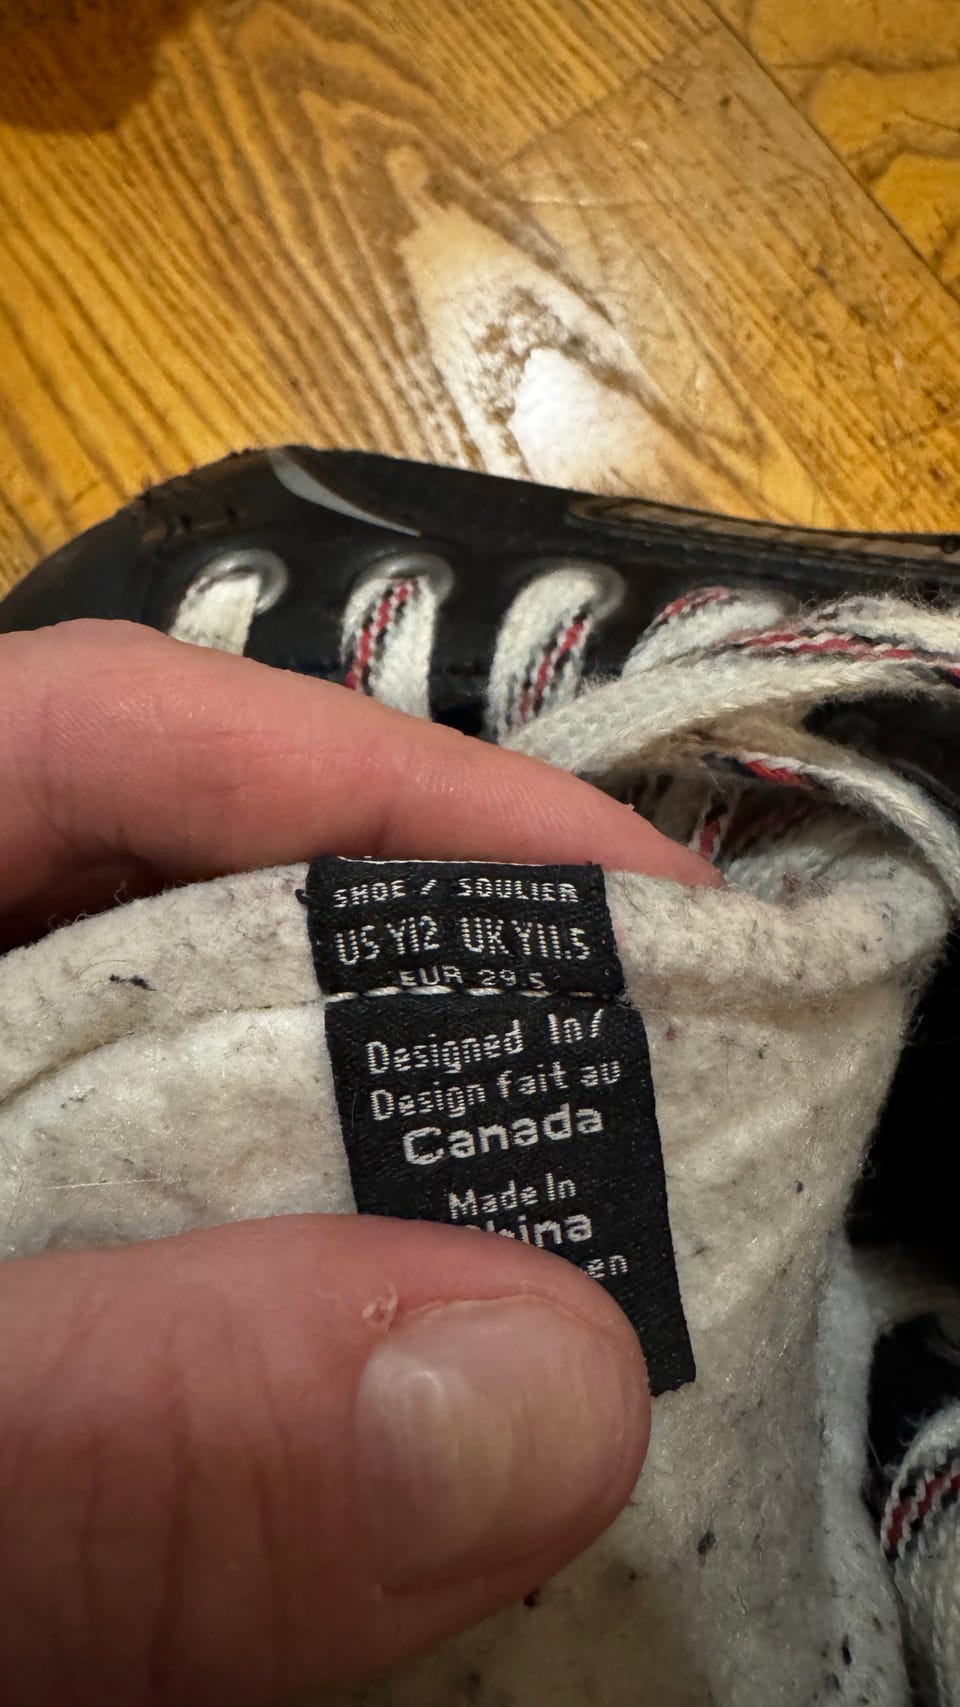 SHOE / SOULIER
US Y12 UK Y11.5
EUR 29.5
Designed In/
Design fait au
Canada
Made In